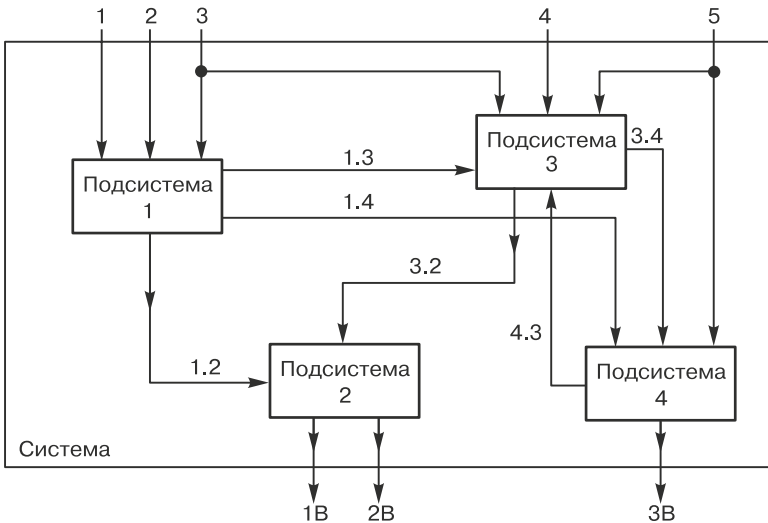 1 2 3 4 5
Подсистема
3
3.4
1.3
Подсистема
1
1.4
3.2
4.3
Подсистема
2
1.2
Подсистема
4
Система
1В 2В 3В